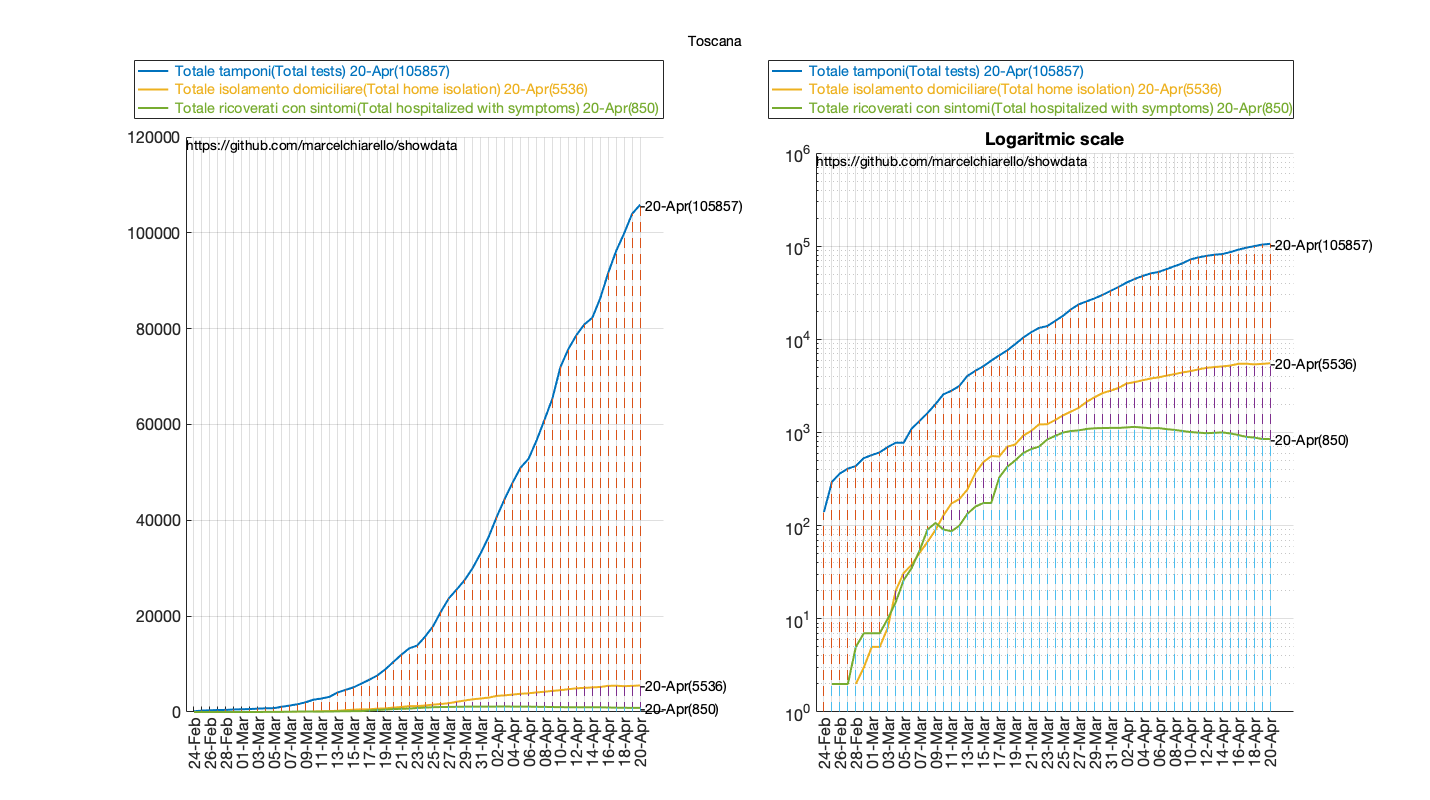 Toscana
Totale tamponi(Total tests) 20-Apr(105857)
Totale isolamento domiciliare(Total home isolation) 20-Apr(5536)
Totale ricoverati con sintomi(Total hospitalized with symptoms) 20-Apr(850)
https://github.com/marcelchiarello/showdata
120000
100000
80000
60000
40000
20000
0
20-Apr(105857)
20-Apr(5536)
20-Apr(850)
24-Feb
26-Feb
28-Feb
01-Mar
03-Mar
05-Mar
07-Mar
09-Mar
11-Mar
13-Mar
15-Mar
17-Mar
19-Mar
21-Mar
23-Mar
25-Mar
27-Mar
29-Mar
31-Mar
02-Apr
04-Apr
06-Apr
08-Apr
10-Apr
12-Apr
14-Apr
16-Apr
18-Apr
20-Apr
Totale tamponi(Total tests) 20-Apr(105857)
Totale isolamento domiciliare(Total home isolation) 20-Apr(5536)
Totale ricoverati con sintomi(Total hospitalized with symptoms) 20-Apr(850)
Logaritmic scale
https://github.com/marcelchiarello/showdata
10^6
10^5
10^4
10^3
10^2
10^1
10^0
20-Apr(105857)
20-Apr(5536)
20-Apr(850)
24-Feb
26-Feb
28-Feb
01-Mar
03-Mar
05-Mar
07-Mar
09-Mar
11-Mar
13-Mar
15-Mar
17-Mar
19-Mar
21-Mar
23-Mar
25-Mar
27-Mar
29-Mar
31-Mar
02-Apr
04-Apr
06-Apr
08-Apr
10-Apr
12-Apr
14-Apr
16-Apr
18-Apr
20-Apr